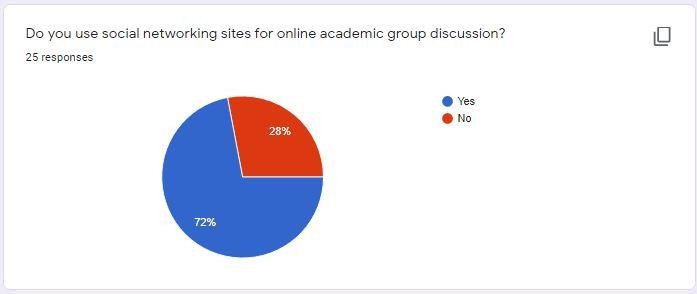 Do you use social networking sites for online academic group discussion?
25 responses
Yes
No
28%
72%